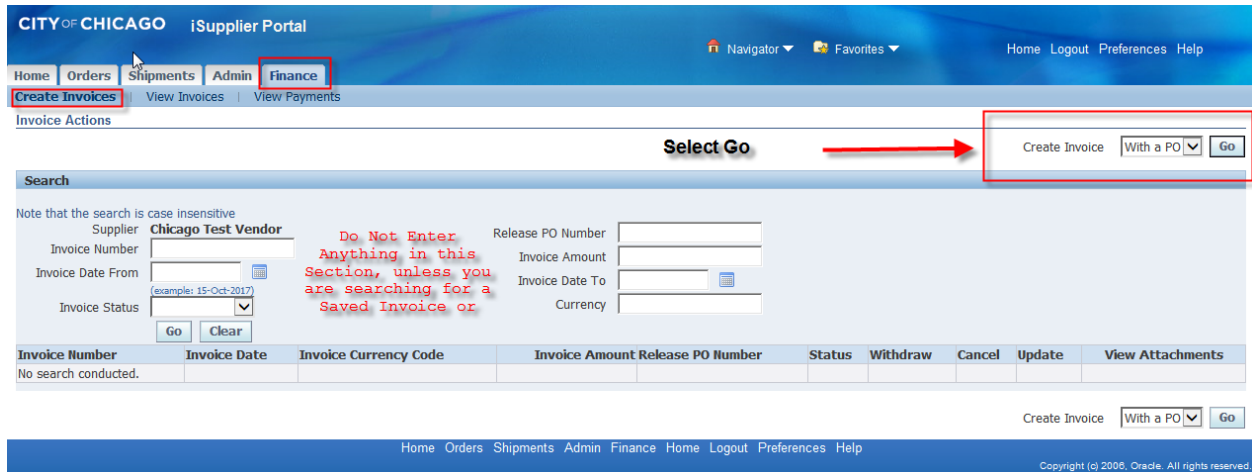 CITY OF CHICAGO iSupplier Portal
Navigator Favorites Home Logout Preferences Help
Home Orders Shipments Admin Finance
Create Invoices | View Invoices | View Payments
Invoice Actions
Select Go Create Invoice With a PO Go
Search
Note that the search is case insensitive
Supplier Chicago Test Vendor
Invoice Number
Invoice Date From
(example: 15-Oct-2017)
Invoice Status
Go Clear
Do Not Enter
Anything in this
Section, unless you
are searching for a
Saved Invoice or
Release PO Number
Invoice Amount
Invoice Date To
Currency
Invoice Number Invoice Date Invoice Currency Code Invoice Amount Release PO Number Status Withdraw Cancel Update View Attachments
No search conducted.
Create Invoice With a PO Go
Home Orders Shipments Admin Finance Home Logout Preferences Help
Copyright (c) 2006, Oracle. All rights reserved.